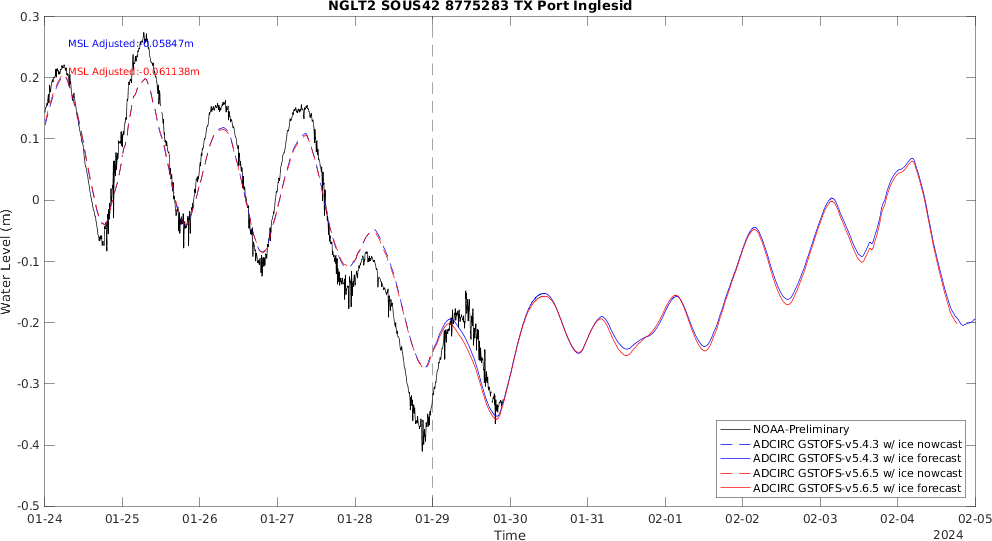 NGLT2 SOUS42 8775283 TX Port Inglesid
0.3
0.2
0.1
0
-0.1
-0.2
-0.3
-0.4
-0.5
Water Level (m)
MSL Adjusted:-0.05847m
MSL Adjusted:-0.061138m
NOAA-Preliminary
ADCIRC GSTOFS-v5.4.3 w/ ice nowcast
ADCIRC GSTOFS-v5.4.3 w/ ice forecast
ADCIRC GSTOFS-v5.6.5 w/ ice nowcast
ADCIRC GSTOFS-v5.6.5 w/ ice forecast
01-24 01-25 01-26 01-27 01-28 01-29 01-30 01-31 02-01 02-02 02-03 02-04 02-05
Time
2024